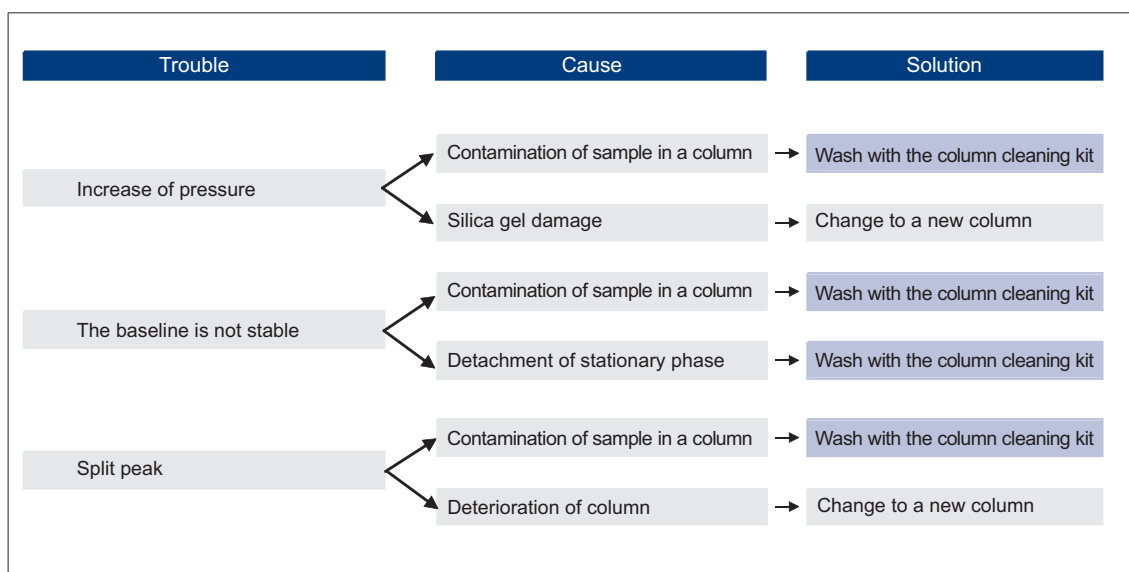 Trouble
Cause
Solution
Increase of pressure
Contamination of sample in a column
Wash with the column cleaning kit
Silica gel damage
Change to a new column
The baseline is not stable
Contamination of sample in a column
Wash with the column cleaning kit
Detachment of stationary phase
Wash with the column cleaning kit
Split peak
Contamination of sample in a column
Wash with the column cleaning kit
Deterioration of column
Change to a new column